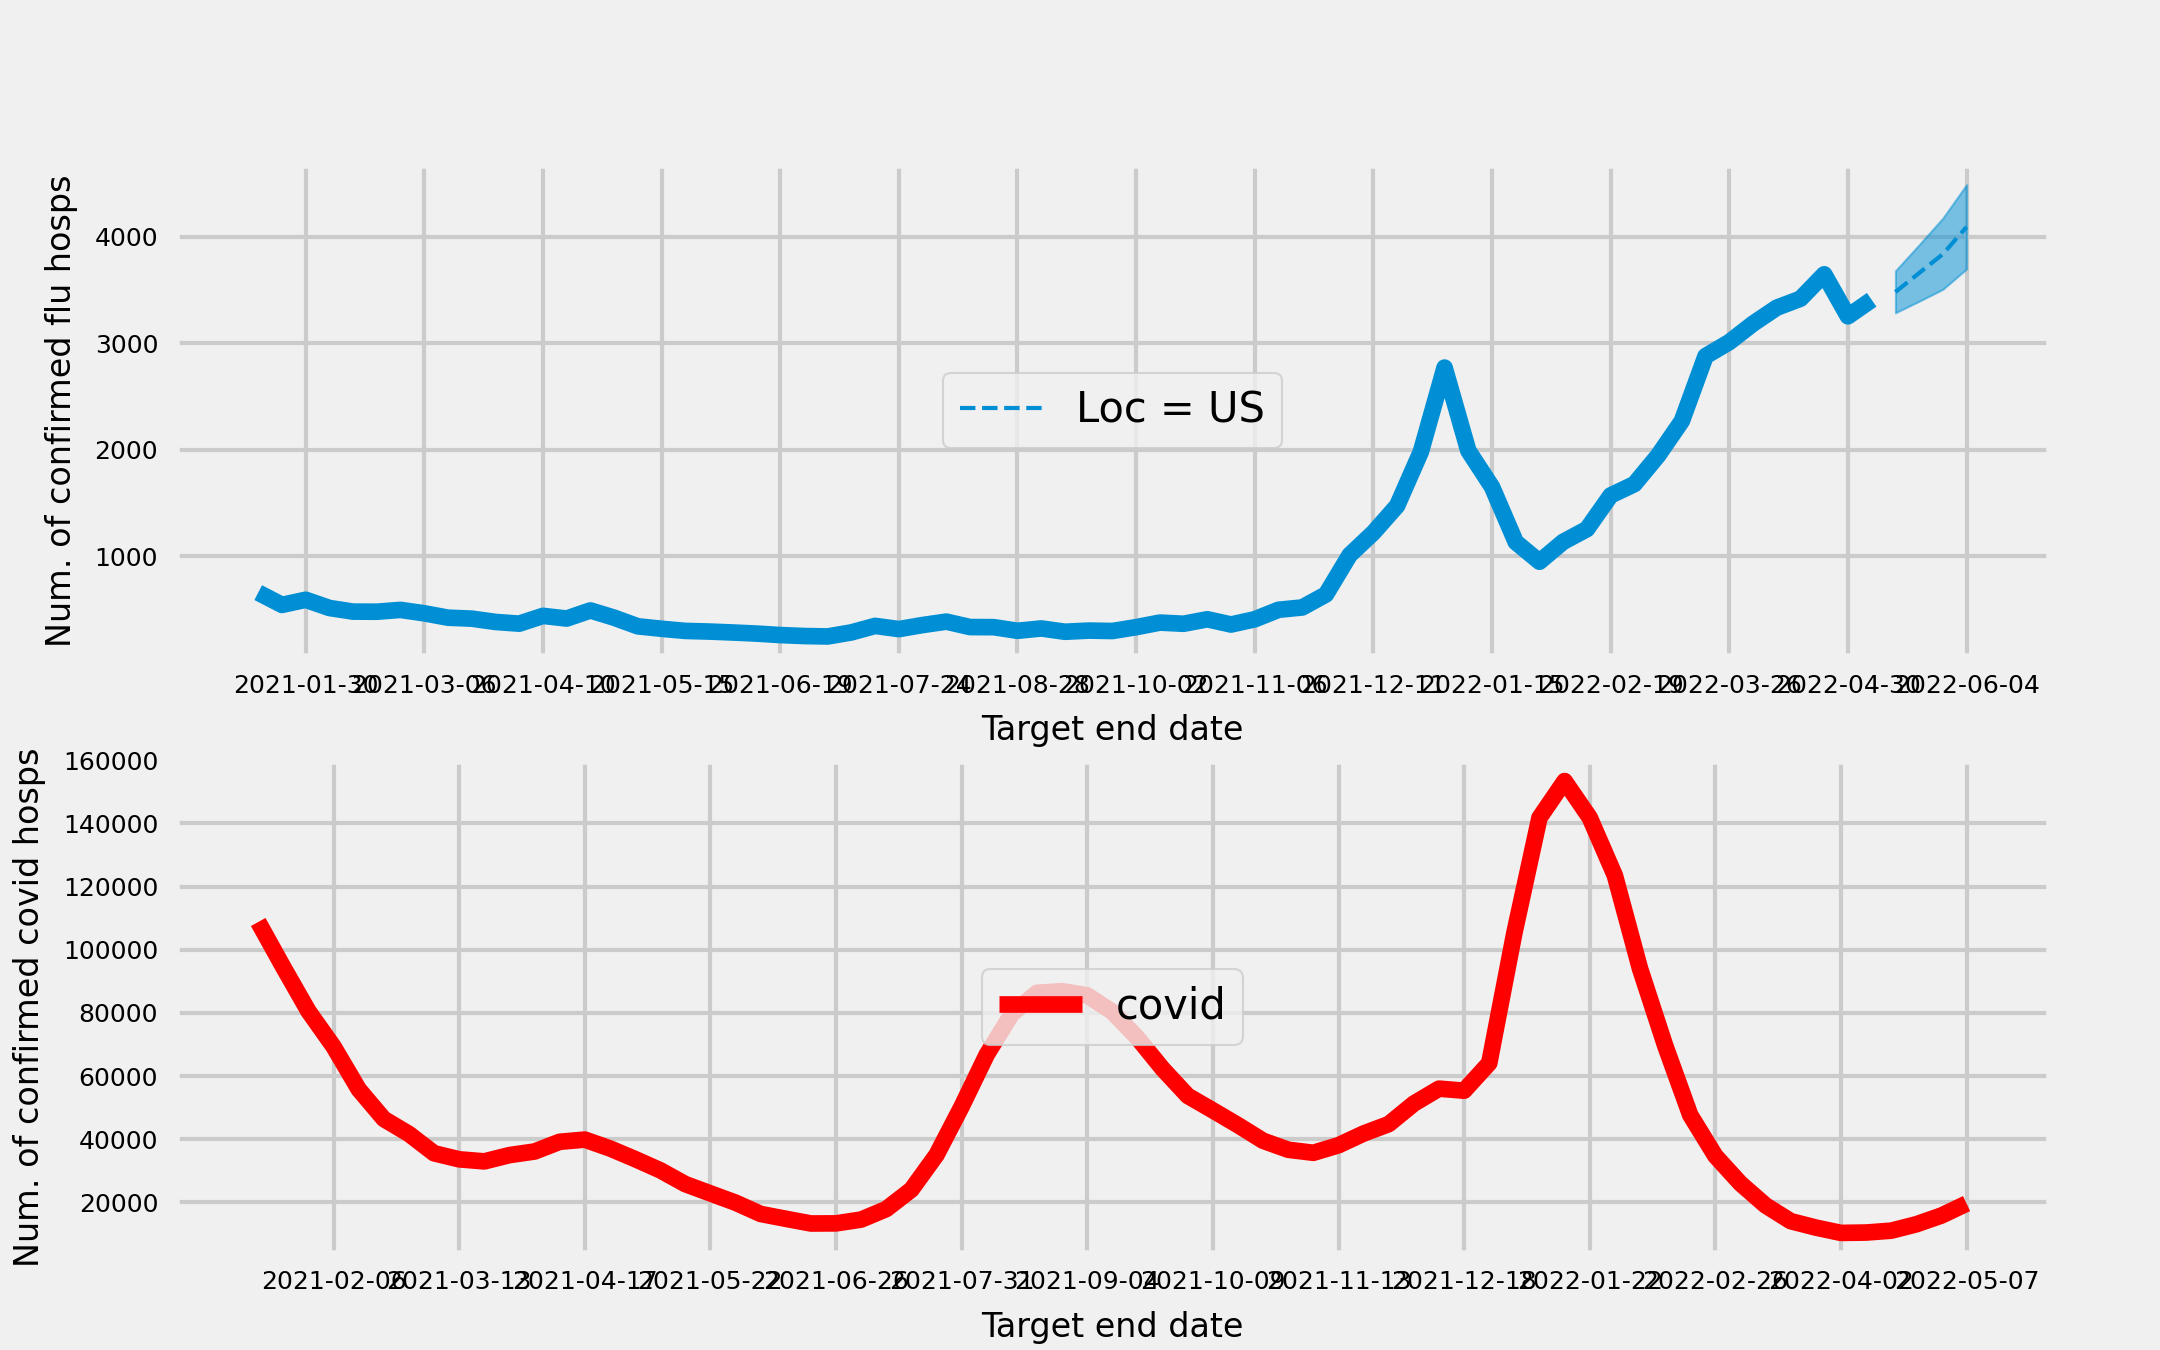 Num. of confirmed flu hosps
4000
3000
2000
1000
Loc = US
2021-01-30 2021-03-06 2021-04-10 2021-05-15 2021-06-19 2021-07-24 2021-08-28 2021-10-02 2021-11-06 2021-12-11 2022-01-15 2022-02-19 2022-03-26 2022-04-30 2022-06-04
Target end date
Num. of confirmed covid hosps
160000
140000
120000
100000
80000
60000
40000
20000
covid
2021-02-06 2021-03-13 2021-04-17 2021-05-22 2021-06-26 2021-07-31 2021-09-04 2021-10-09 2021-11-13 2021-12-18 2022-01-22 2022-02-26 2022-04-02 2022-05-07
Target end date